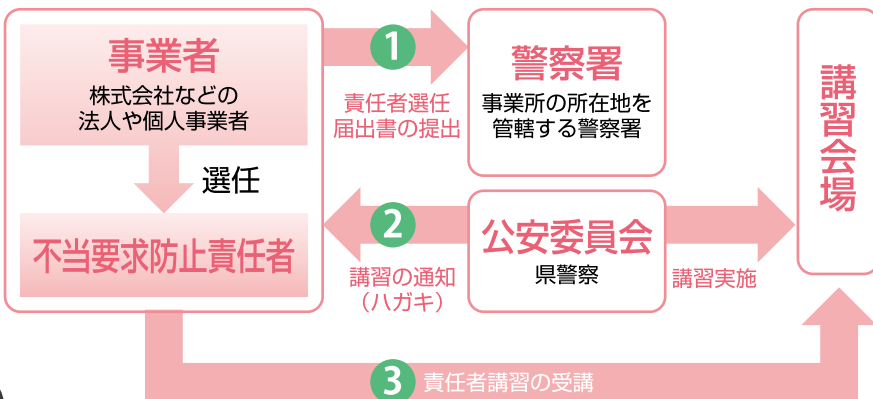 事業者
株式会社などの
法人や個人事業者
選任
不当要求防止責任者
1
責任者選任
届出書の提出
警察署
事業所の所在地を
管轄する警察署
2
講習の通知
（ハガキ）
公安委員会
県警察
講習実施
講習会場
3
責任者講習の受講